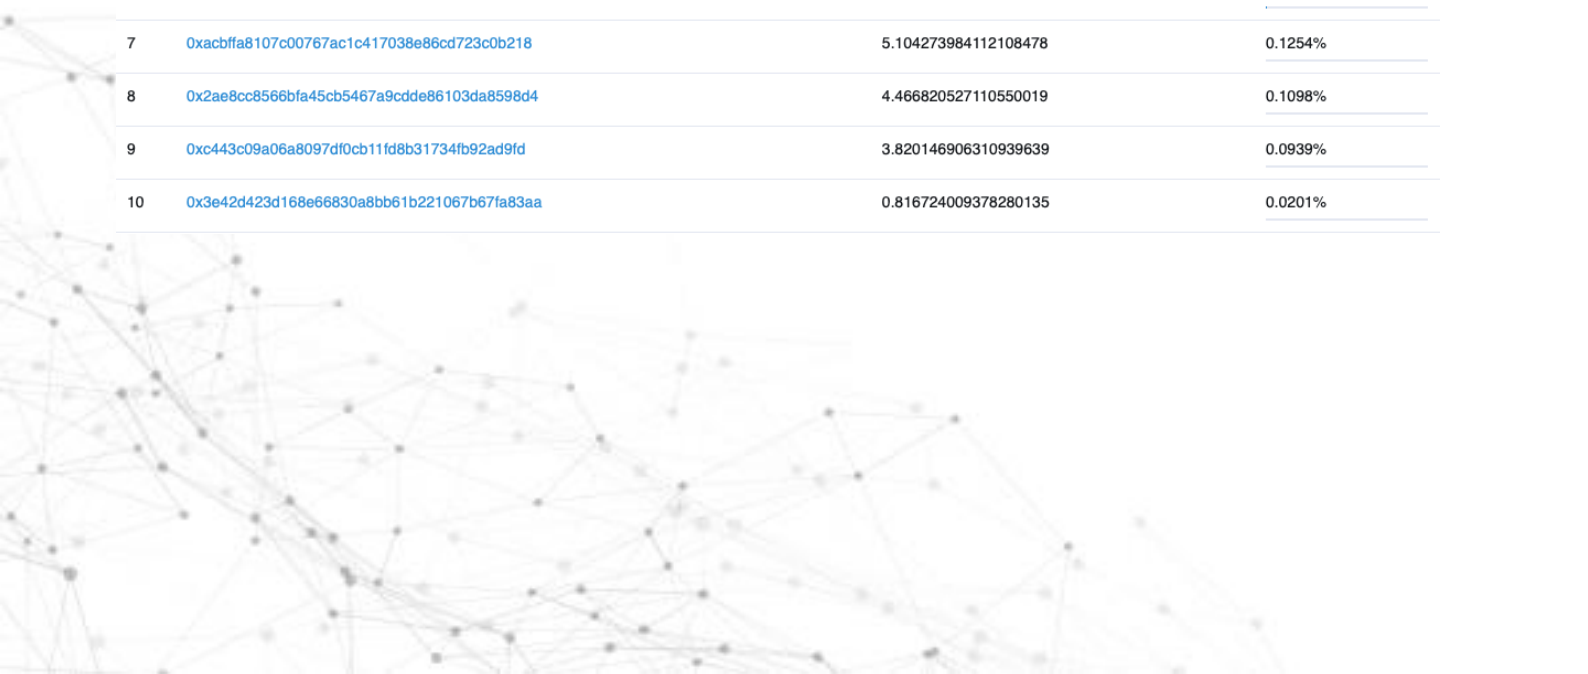 7 0xacbffa8107c00767ac1c417038e86cd723c0b218 5.104273984112108478 0.1254%
8 0x2ae8cc8566bfa45cb5467a9cdde86103da8598d4 4.466820527110550019 0.1098%
9 0xc443c09a06a8097df0cb11fd8b31734fb92ad9fd 3.820146906310939639 0.0939%
10 0x3e42d423d168e66830a8bb61b221067b67fa83aa 0.816724009378280135 0.0201%